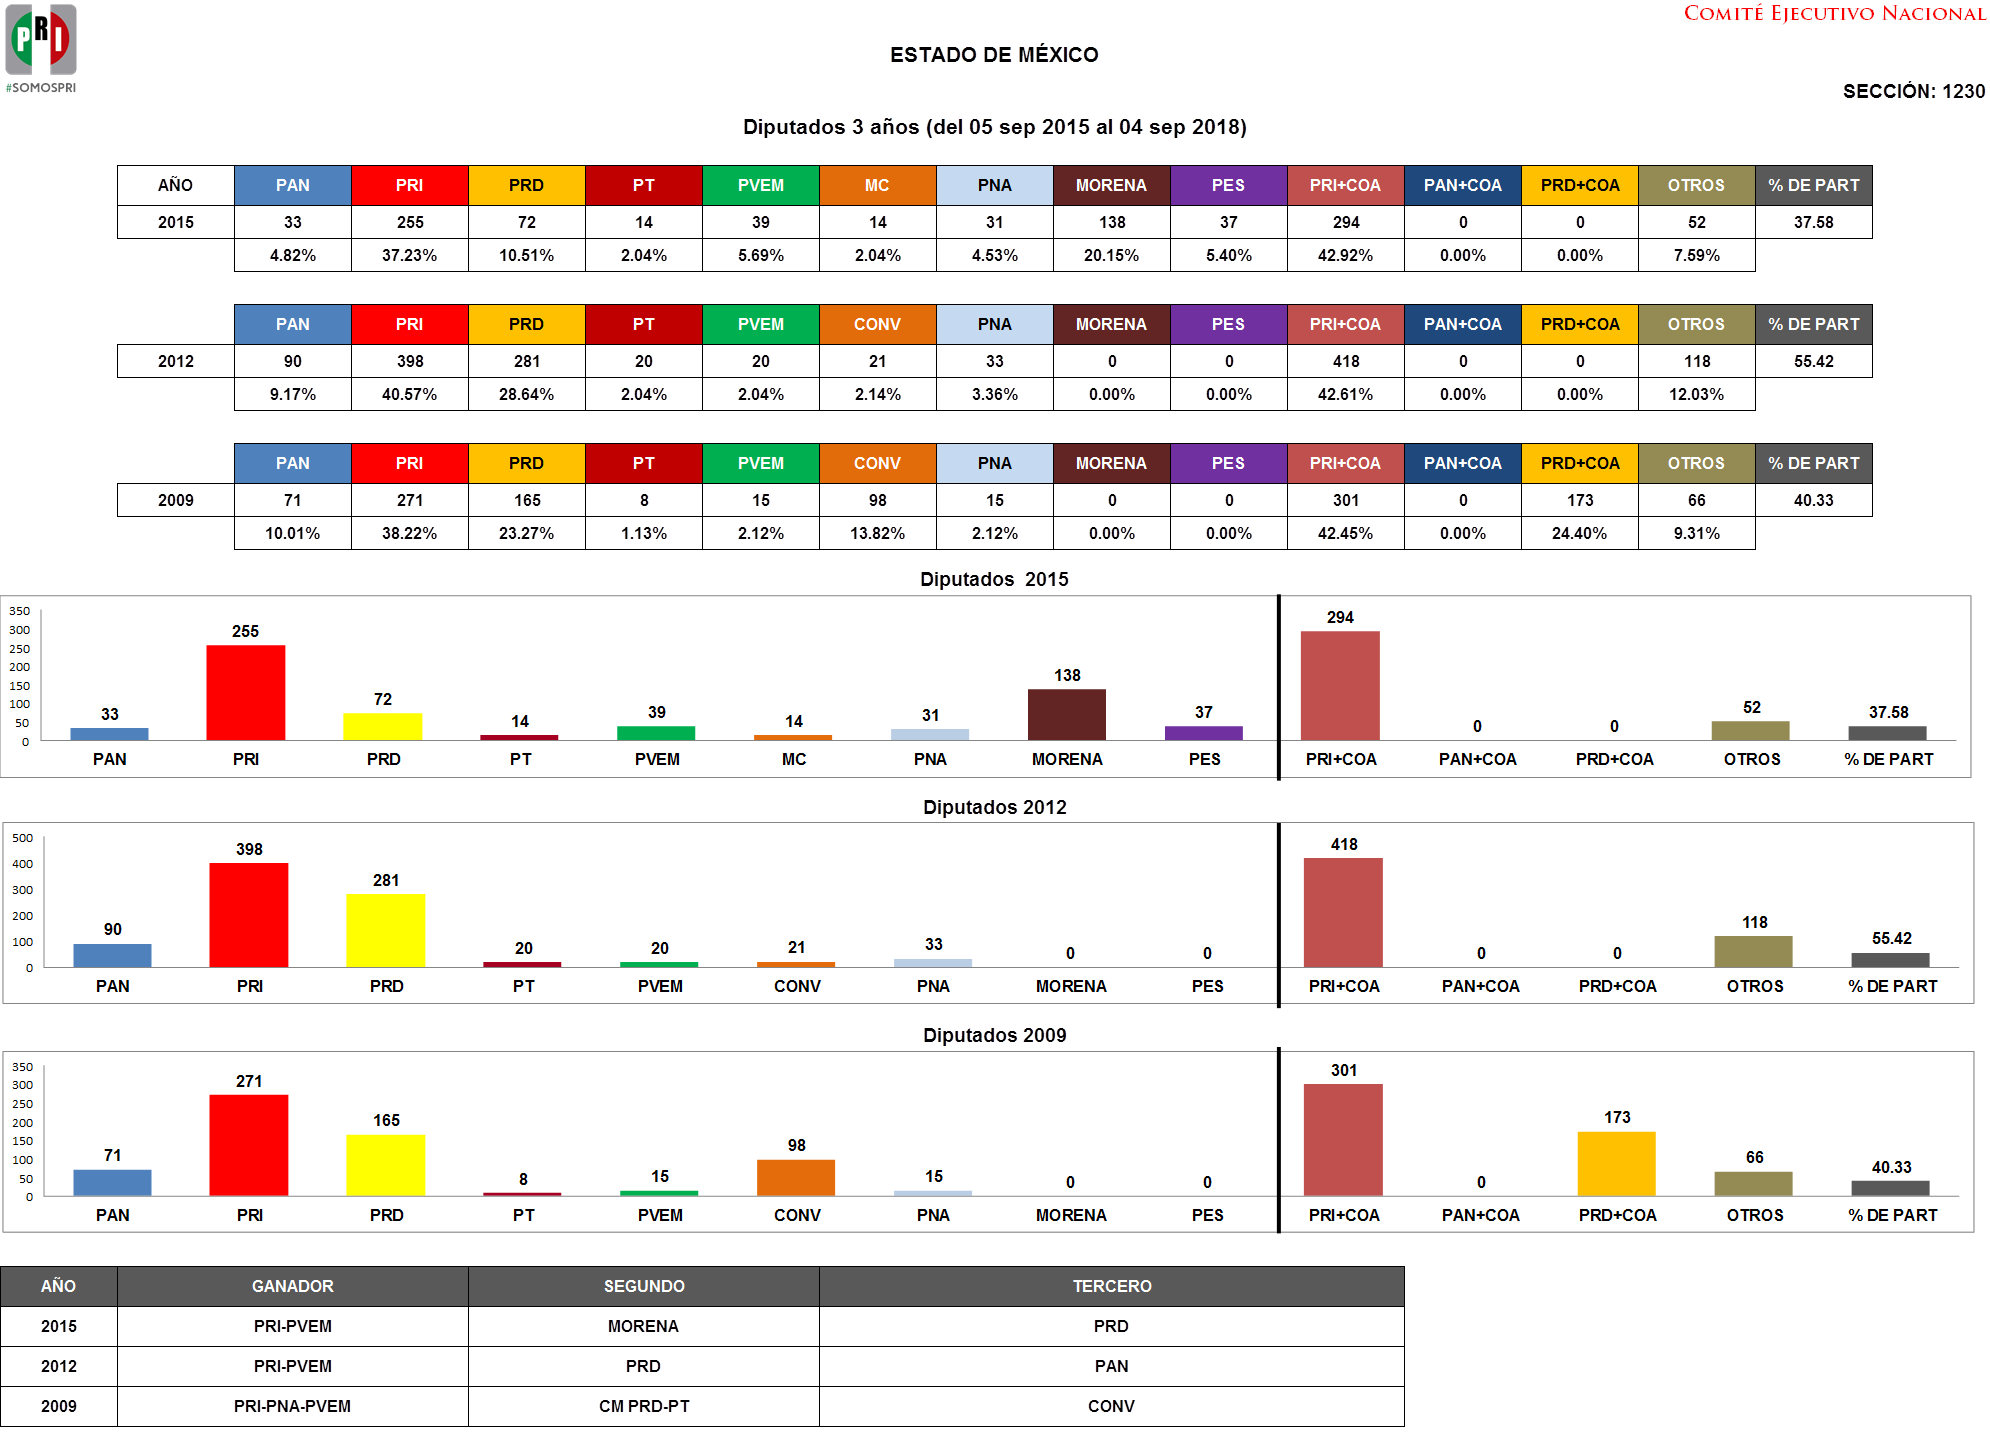 PRI
#SOMOSPRI
COMITÉ EJECUTIVO NACIONAL
ESTADO DE MÉXICO
SECCIÓN: 1230
Diputados 3 años (del 05 sep 2015 al 04 sep 2018)
AÑO PAN PRI PRD PT PVEM MC PNA MORENA PES PRI+COA PAN+COA PRD+COA OTROS % DE PART
2015 33 255 72 14 39 14 31 138 37 294 0 0 52 37.58
4.82% 37.23% 10.51% 2.04% 5.69% 2.04% 4.53% 20.15% 5.40% 42.92% 0.00% 0.00% 7.59%
PAN PRI PRD PT PVEM CONV PNA MORENA PES PRI+COA PAN+COA PRD+COA OTROS % DE PART
2012 90 398 281 20 20 21 33 0 0 418 0 0 118 55.42
9.17% 40.57% 28.64% 2.04% 2.04% 2.14% 3.36% 0.00% 0.00% 42.61% 0.00% 0.00% 12.03%
PAN PRI PRD PT PVEM CONV PNA MORENA PES PRI+COA PAN+COA PRD+COA OTROS % DE PART
2009 71 271 165 8 15 98 15 0 0 301 0 173 66 40.33
10.01% 38.22% 23.27% 1.13% 2.12% 13.82% 2.12% 0.00% 0.00% 42.45% 0.00% 24.40% 9.31%
Diputados 2015
350
300
250
200
150
100
50
0
33 255 72 14 39 14 31 138 37 294 0 0 52 37.58
PAN PRI PRD PT PVEM MC PNA MORENA PES PRI+COA PAN+COA PRD+COA OTROS % DE PART
Diputados 2012
500
400
300
200
100
0
90 398 281 20 20 21 33 0 0 418 0 0 118 55.42
PAN PRI PRD PT PVEM CONV PNA MORENA PES PRI+COA PAN+COA PRD+COA OTROS % DE PART
Diputados 2009
350
300
250
200
150
100
50
0
71 271 165 8 15 98 15 0 0 301 0 173 66 40.33
PAN PRI PRD PT PVEM CONV PNA MORENA PES PRI+COA PAN+COA PRD+COA OTROS % DE PART
AÑO GANADOR SEGUNDO TERCERO
2015 PRI-PVEM MORENA PRD
2012 PRI-PVEM PRD PAN
2009 PRI-PNA-PVEM CM PRD-PT CONV